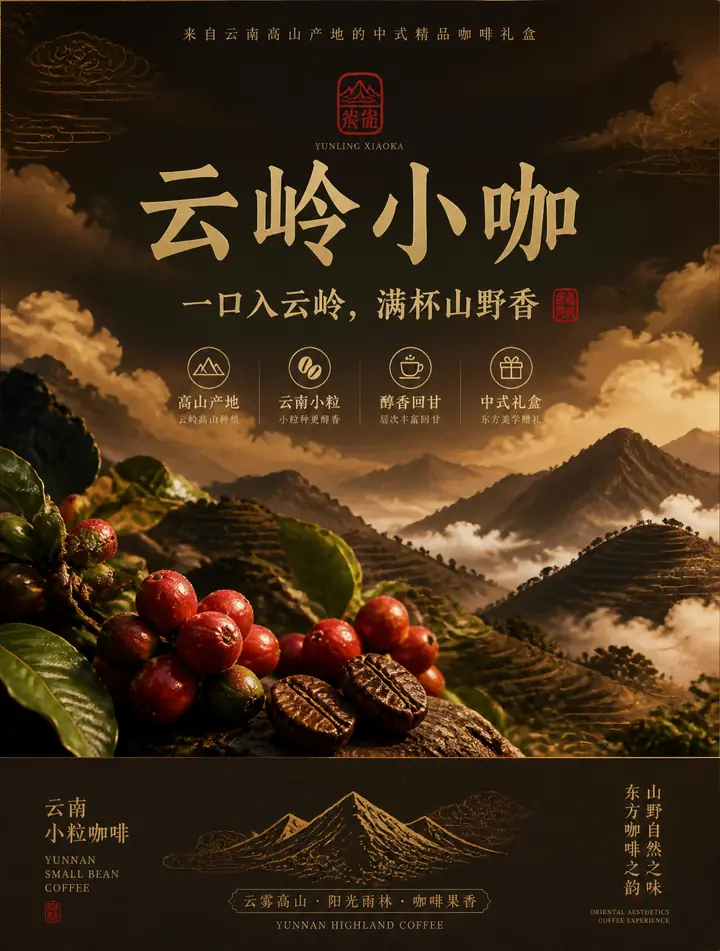 来自云南高山产地的中式精品咖啡礼盒
YUNLING XIAOKA
云岭小咖
一口入云岭，满杯山野香
高山产地
云岭高山种植
云南小粒
小粒种更醇香
醇香回甘
层次丰富回甘
中式礼盒
东方美学赠礼
云南
小粒咖啡
YUNNAN
SMALL BEAN
COFFEE
云雾高山·阳光雨林·咖啡果香
YUNNAN HIGHLAND COFFEE
山野自然之味
东方咖啡之韵
ORIENTAL AESTHETICS
COFFEE EXPERIENCE